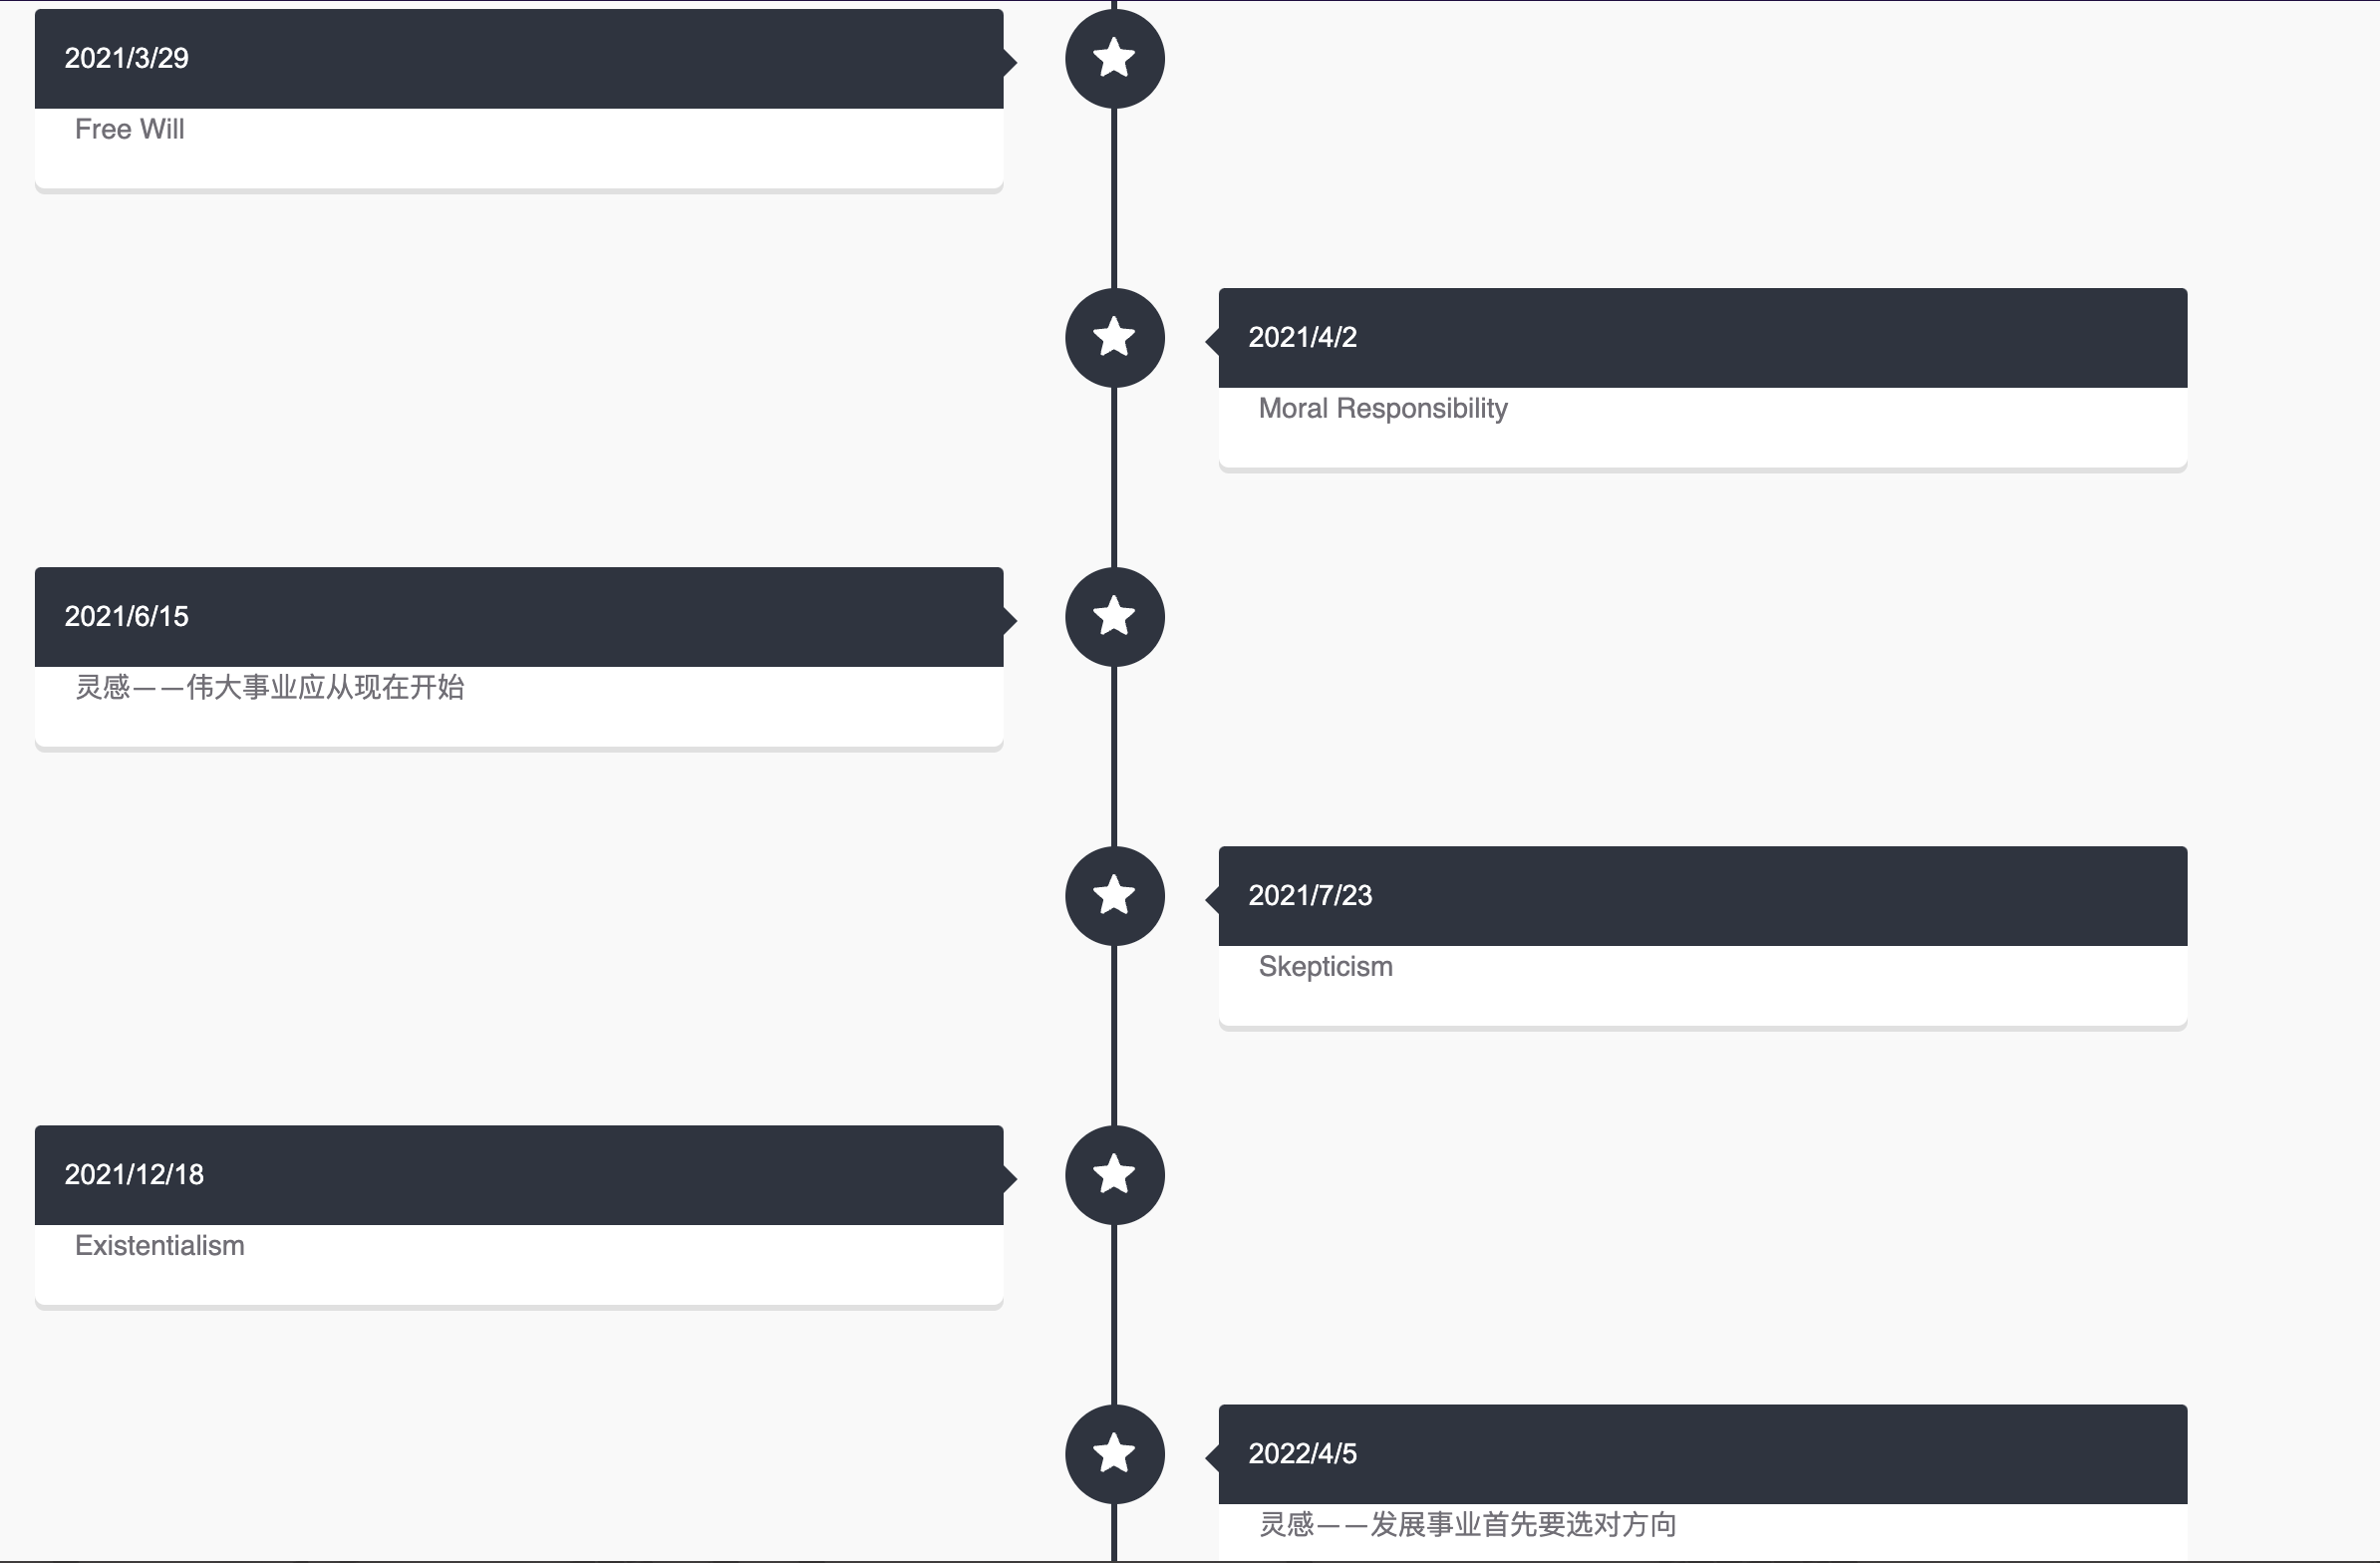 2021/3/29
Free Will
2021/4/2
Moral Responsibility
2021/6/15
灵感——伟大事业应从现在开始
2021/7/23
Skepticism
2021/12/18
Existentialism
2022/4/5
灵感——发展事业首先要选对方向